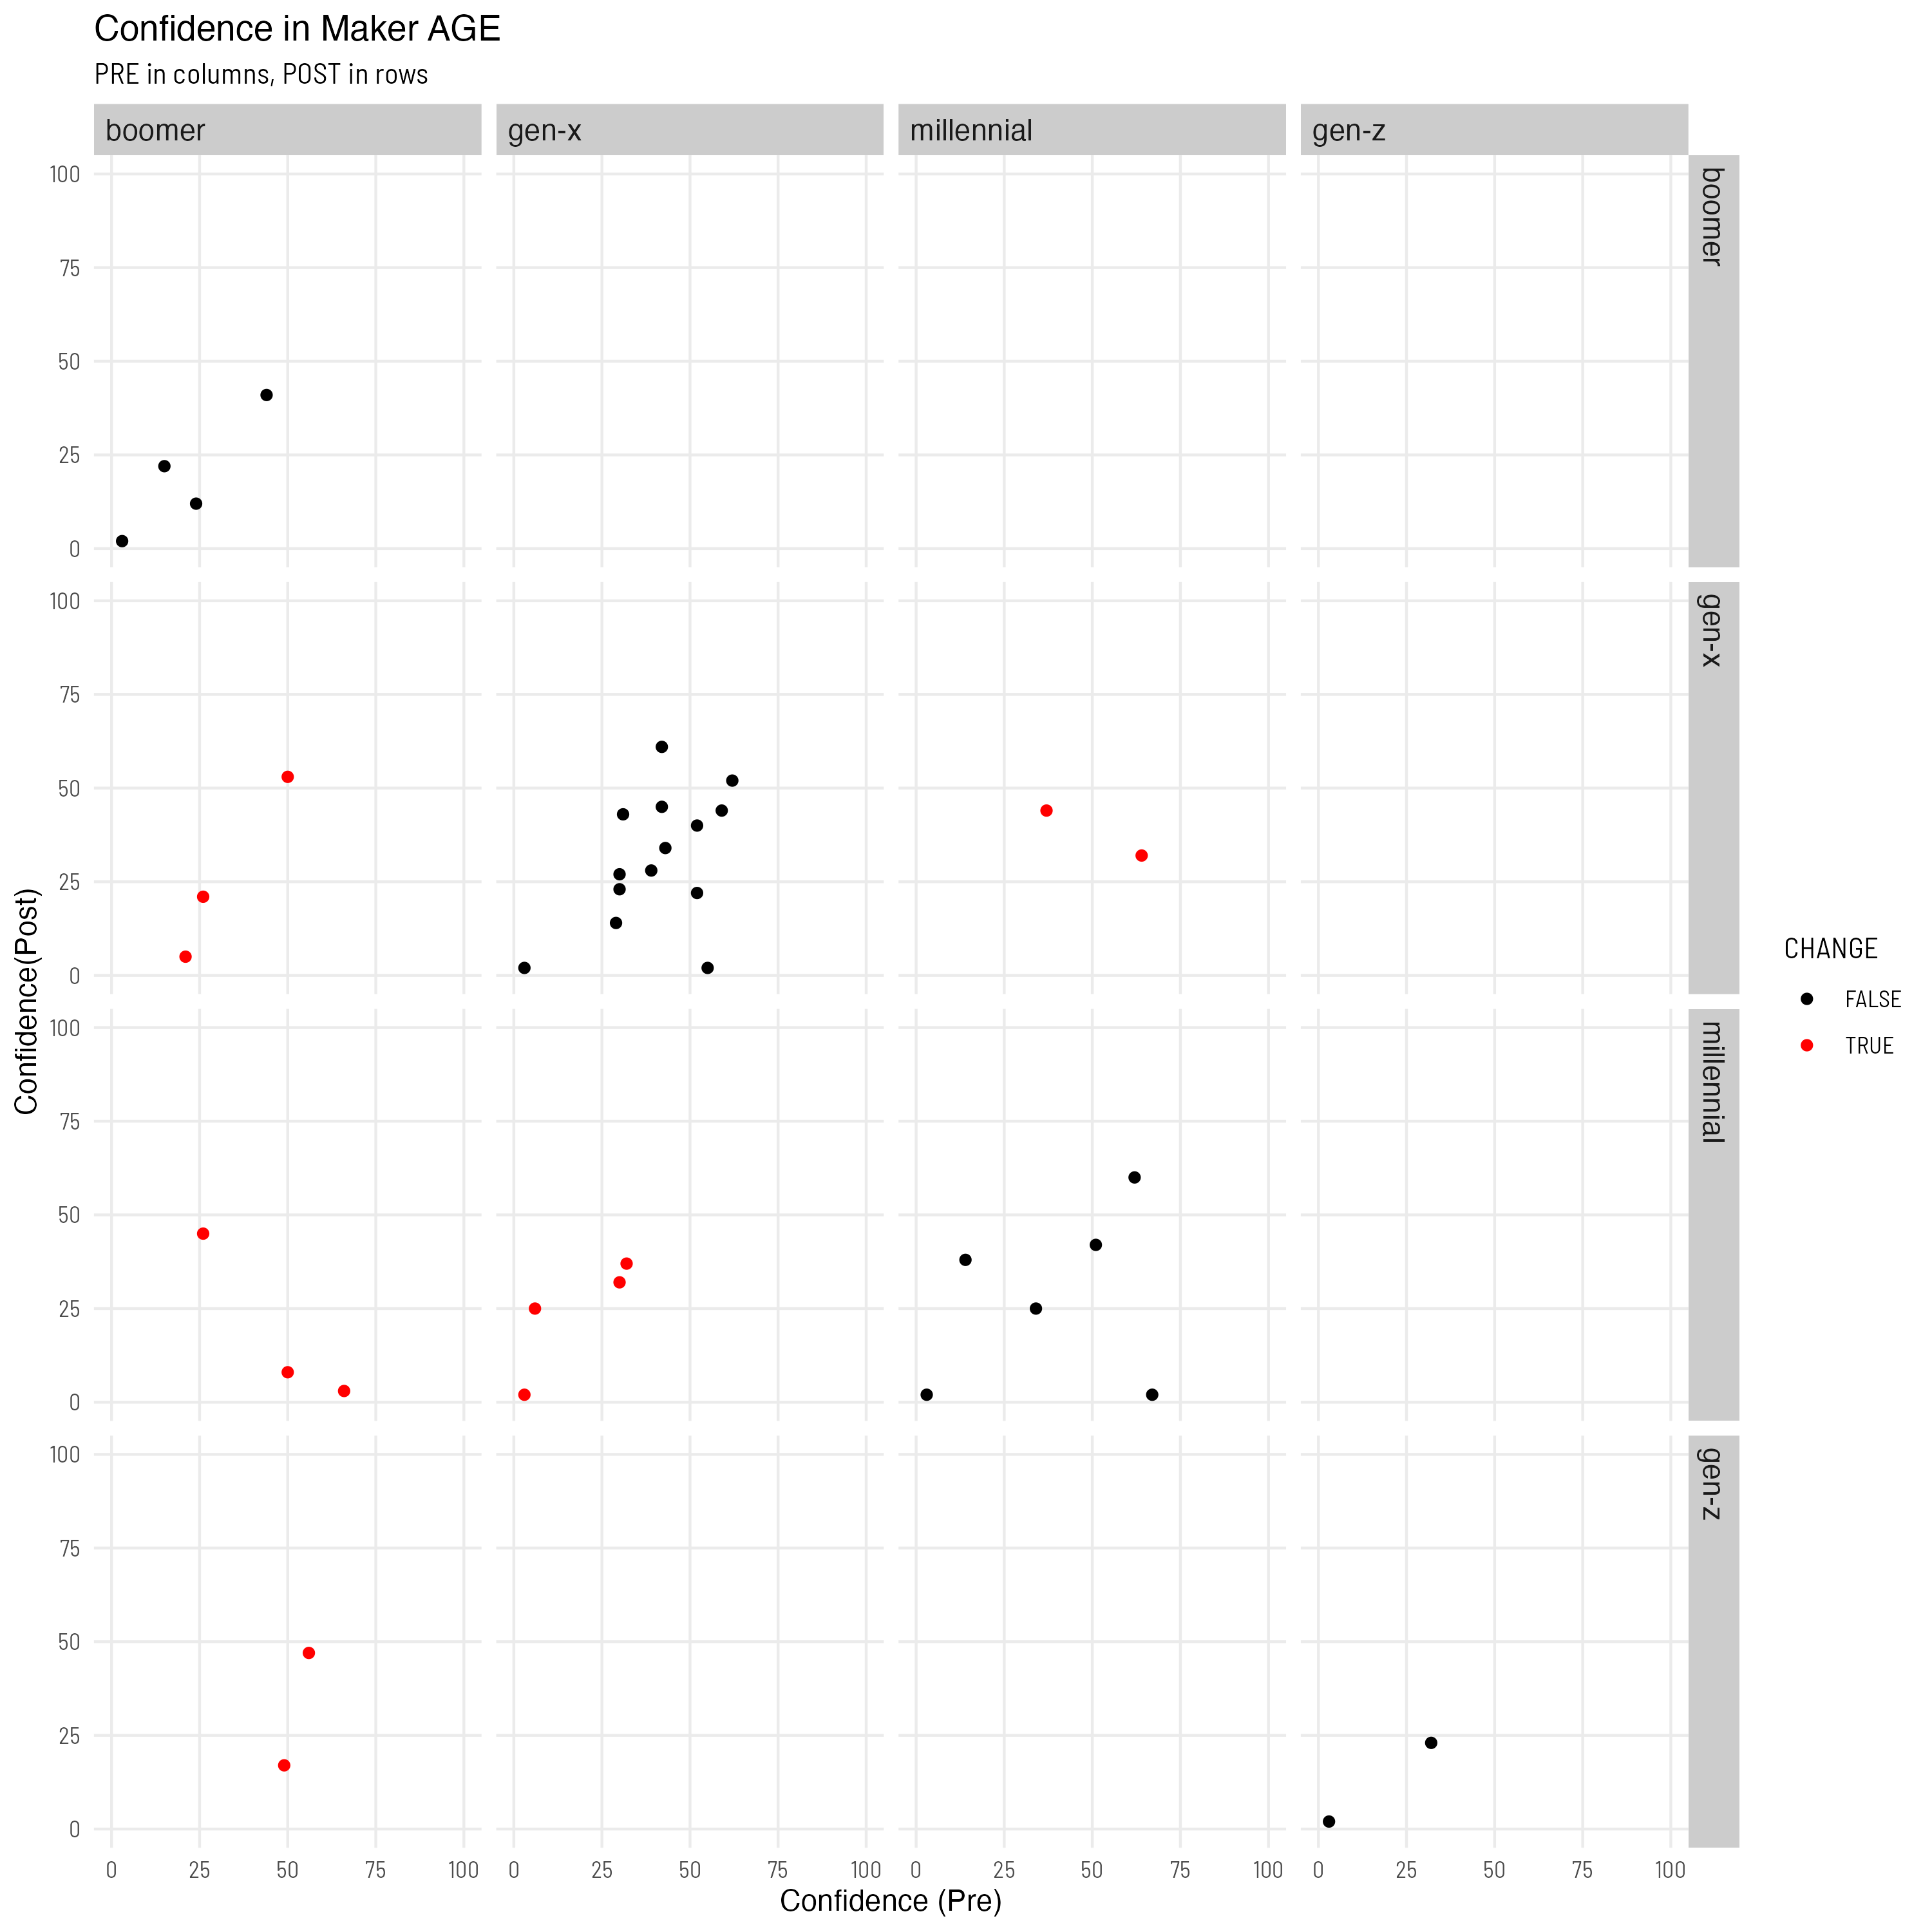 Confidence in Maker AGE
PRE in columns, POST in rows
boomer
gen-x
millennial
gen-z
100
75
50
25
0
boomer
100
75
50
25
0
gen-x
100
75
50
25
0
millennial
100
75
50
25
0
gen-z
Confidence(Post)
0 25 50 75 100
0 25 50 75 100
0 25 50 75 100
0 25 50 75 100
Confidence (Pre)
CHANGE
FALSE
TRUE